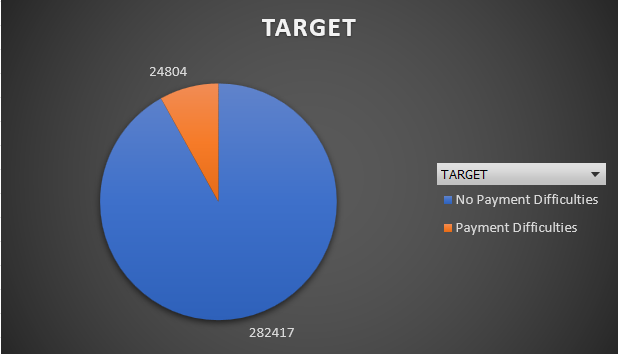 TARGET
24804
TARGET
No Payment Difficulties
Payment Difficulties
282417